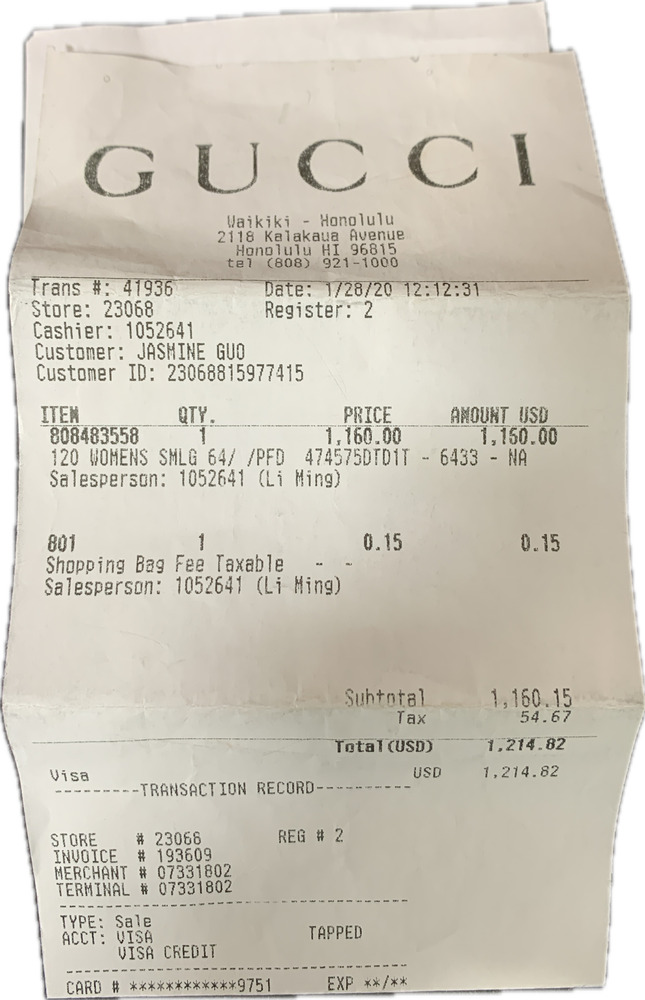 GUCCI
Waikiki - Honolulu
2118 Kalakaua Avenue
Honolulu HI 96815
tel (808) 921-1000
Trans #: 41936 Date: 1/28/20 12:12:31
Store: 23068 Register: 2
Cashier: 1052641
Customer: JASMINE GUO
Customer ID: 23068815977415
ITEM QTY. PRICE AMOUNT USD
808483558 1 1,160.00 1,160.00
120 WOMENS SMLG 64/ /PFD 474575DTD1T - 6433 - NA
Salesperson: 1052641 (Li Ming)
801 1 0.15 0.15
Shopping Bag Fee Taxable - -
Salesperson: 1052641 (Li Ming)
Subtotal 1,160.15
Tax 54.67
Total(USD) 1,214.82
Visa USD 1,214.82
---------TRANSACTION RECORD----------
STORE # 23068 REG # 2
INVOICE # 193609
MERCHANT # 07331802
TERMINAL # 07331802
TYPE: Sale
ACCT: VISA TAPPED
VISA CREDIT
CARD # ************9751 EXP **/**